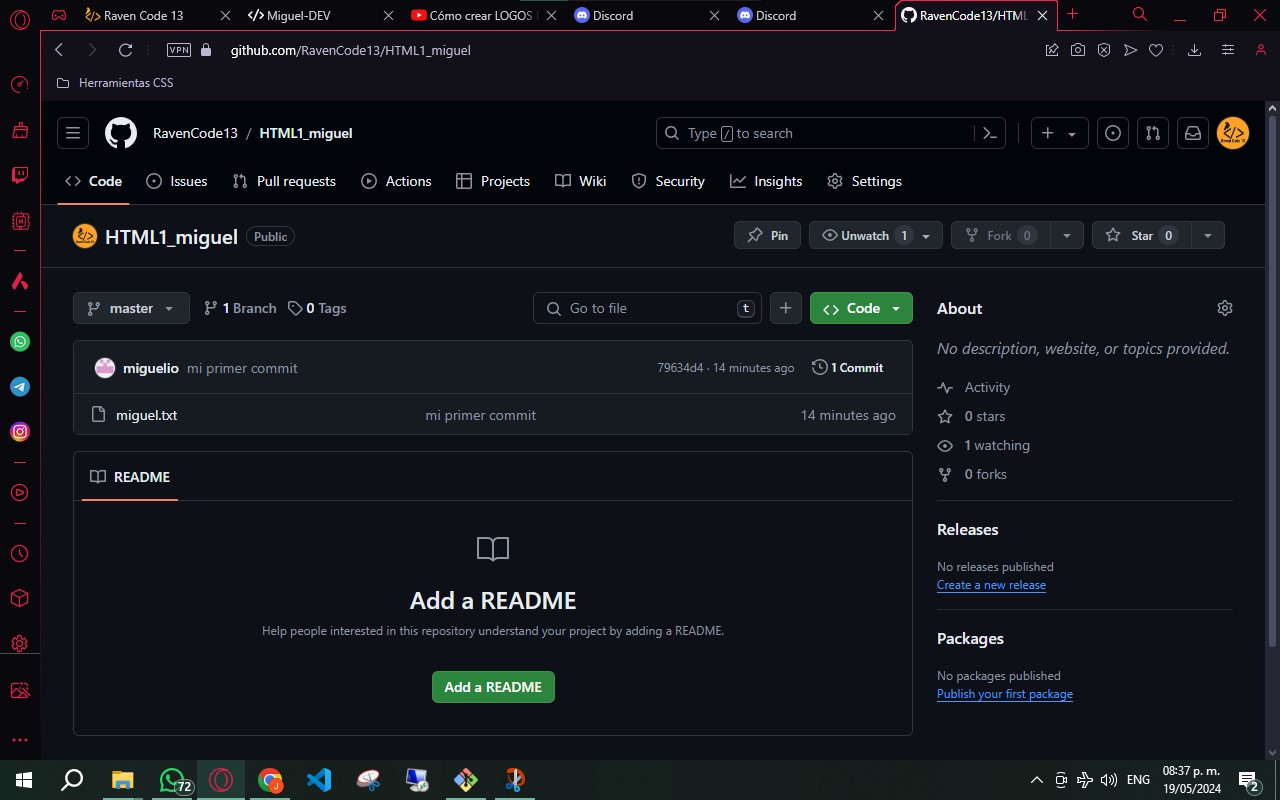 Raven Code 13
Miguel-DEV
Cómo crear LOGOS
Discord
Discord
RavenCode13/HTML
VPN
github.com/RavenCode13/HTML1_miguel
Herramientas CSS
RavenCode13 / HTML1_miguel
Type / to search
Code
Issues
Pull requests
Actions
Projects
Wiki
Security
Insights
Settings
HTML1_miguel
Public
Pin
Unwatch 1
Fork 0
Star 0
master
1 Branch
0 Tags
Go to file
t
Code
About
No description, website, or topics provided.
miguelio mi primer commit
79634d4 · 14 minutes ago
1 Commit
miguel.txt
mi primer commit
14 minutes ago
Activity
0 stars
1 watching
0 forks
README
Add a README
Help people interested in this repository understand your project by adding a README.
Add a README
Releases
No releases published
Create a new release
Packages
No packages published
Publish your first package
72
J
ENG
08:37 p. m.
19/05/2024
2